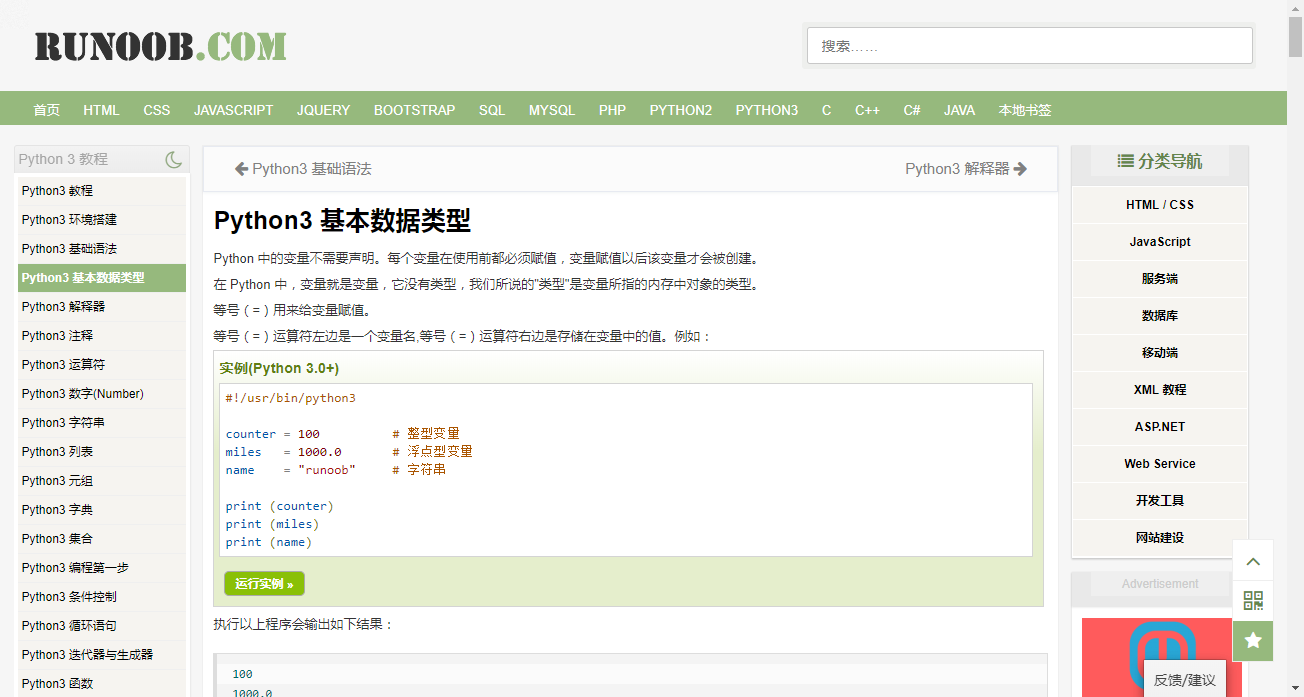 RUNOOB.COM
搜索……
首页 HTML CSS JAVASCRIPT JQUERY BOOTSTRAP SQL MYSQL PHP PYTHON2 PYTHON3 C C++ C# JAVA 本地书签
Python 3 教程
Python3 教程
Python3 环境搭建
Python3 基础语法
Python3 基本数据类型
Python3 解释器
Python3 注释
Python3 运算符
Python3 数字(Number)
Python3 字符串
Python3 列表
Python3 元组
Python3 字典
Python3 集合
Python3 编程第一步
Python3 条件控制
Python3 循环语句
Python3 迭代器与生成器
Python3 函数
Python3 基础语法
Python3 解释器
Python3 基本数据类型
Python 中的变量不需要声明。每个变量在使用前都必须赋值，变量赋值以后该变量才会被创建。
在 Python 中，变量就是变量，它没有类型，我们所说的"类型"是变量所指的内存中对象的类型。
等号（=）用来给变量赋值。
等号（=）运算符左边是一个变量名,等号（=）运算符右边是存储在变量中的值。例如：
实例(Python 3.0+)
#!/usr/bin/python3
counter = 100          # 整型变量
miles   = 1000.0       # 浮点型变量
name    = "runoob"     # 字符串
print (counter)
print (miles)
print (name)
运行实例 »
执行以上程序会输出如下结果：
100
1000.0
分类导航
HTML / CSS
JavaScript
服务端
数据库
移动端
XML 教程
ASP.NET
Web Service
开发工具
网站建设
Advertisement
反馈/建议